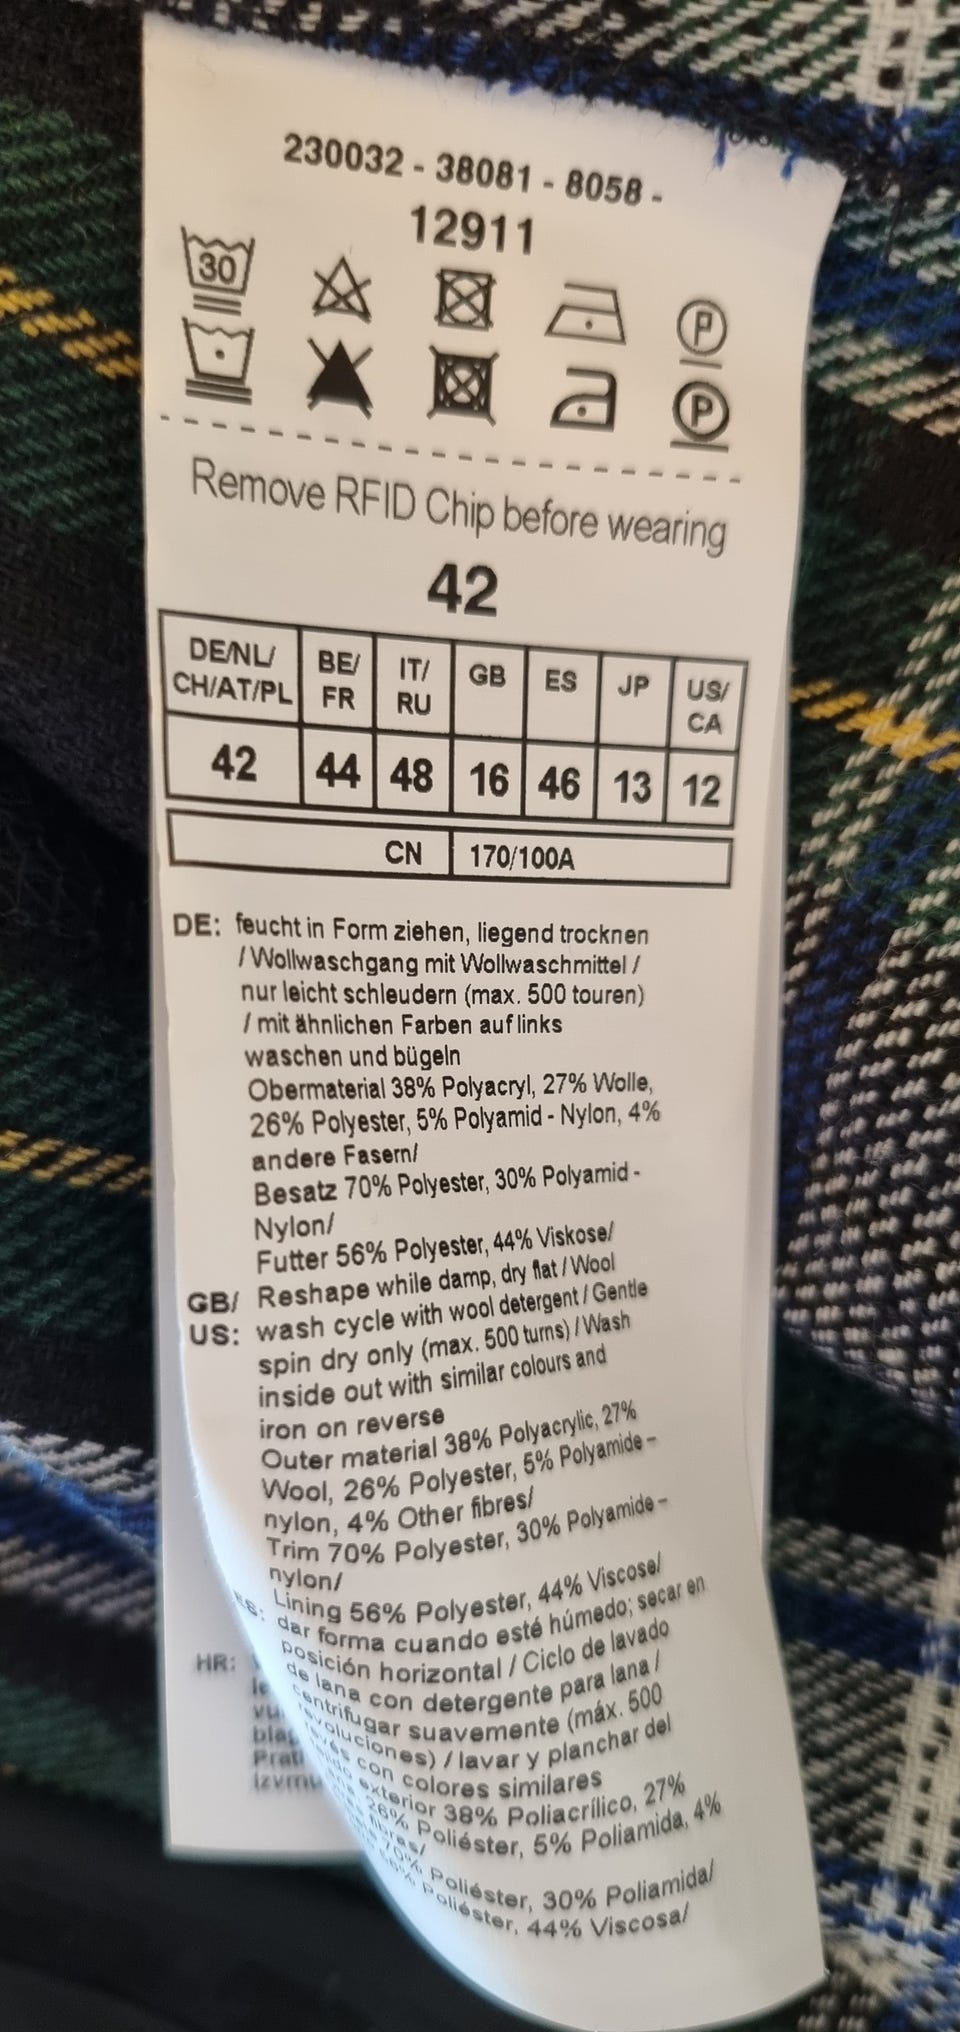 230032 - 38081 - 8058 -
12911
30
P
P
Remove RFID Chip before wearing
42
DE/NL/ CH/AT/PL BE/ FR IT/ RU GB ES JP US/ CA
42 44 48 16 46 13 12
CN 170/100A
DE: feucht in Form ziehen, liegend trocknen
/ Wollwaschgang mit Wollwaschmittel /
nur leicht schleudern (max. 500 touren)
/ mit ähnlichen Farben auf links
waschen und bügeln
Obermaterial 38% Polyacryl, 27% Wolle,
26% Polyester, 5% Polyamid - Nylon, 4%
andere Fasern/
Besatz 70% Polyester, 30% Polyamid -
Nylon/
Futter 56% Polyester, 44% Viskose/
GB/ Reshape while damp, dry flat / Wool
US: wash cycle with wool detergent / Gentle
spin dry only (max. 500 turns) / Wash
inside out with similar colours and
iron on reverse
Outer material 38% Polyacrylic, 27%
Wool, 26% Polyester, 5% Polyamide –
nylon, 4% Other fibres/
Trim 70% Polyester, 30% Polyamide –
nylon/
Lining 56% Polyester, 44% Viscose/
ES: dar forma cuando esté húmedo; secar en
posición horizontal / Ciclo de lavado
de lana con detergente para lana /
centrifugar suavemente (máx. 500
revoluciones) / lavar y planchar del
revés con colores similares
exterior 38% Poliacrílico, 27%
26% Poliéster, 5% Poliamida, 4%
fibres/
70% Poliéster, 30% Poliamida/
56% Poliéster, 44% Viscosa/
HR: